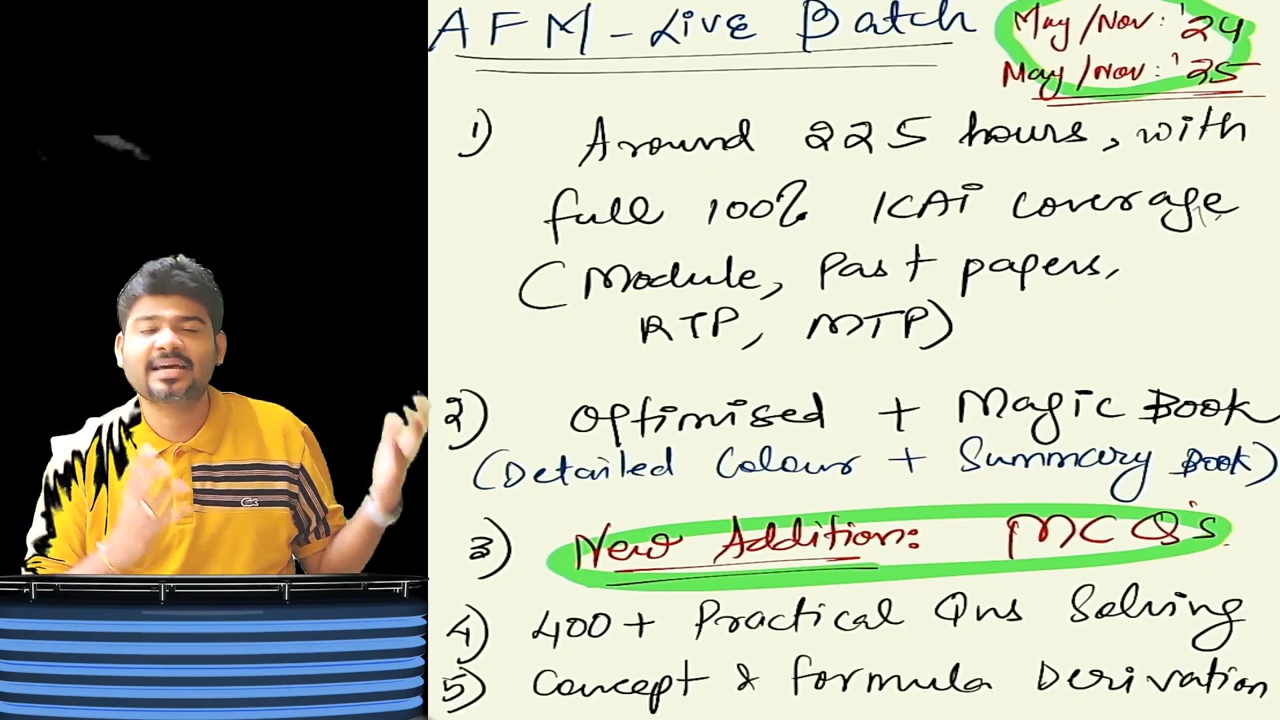 AFM - Live Batch
May/Nov: '24
May/Nov: '25
1) Around 225 hours, with
full 100% ICAI coverage
(Module, Past papers,
RTP, MTP)
2) Optimised + Magic Book
(Detailed Colour + Summary Book)
3) New Addition: MCQ's
4) 400+ Practical Qns Solving
5) Concept & formula Derivation